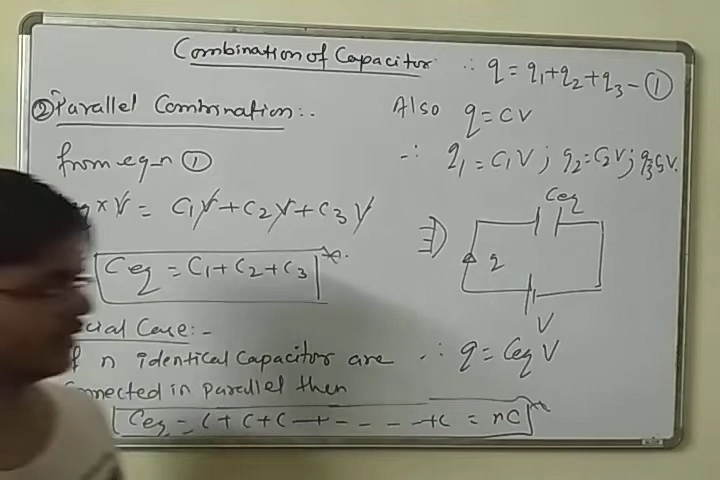 Combination of Capacitor
② Parallel Combination:-
from eqn ①
x V = C1V + C2V + C3V
Ceq = C1 + C2 + C3 *
cial Case:-
f n identical capacitor are
onnected in parallel then
Ceq = C + C + C + - - - - + C = nC *
∴ q = q1 + q2 + q3 - ①
Also q = CV
∴ q1 = C1V ; q2 = C2V ; q3 = C3V.
Ceq
q
V
∴ q = Ceq V